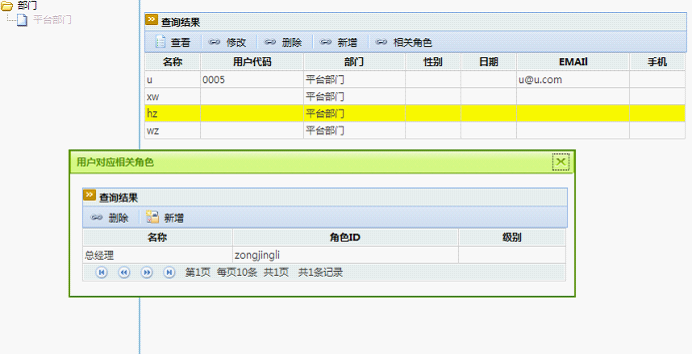 部门
平台部门
查询结果
查看 修改 删除 新增 相关角色
名称 用户代码 部门 性别 日期 EMAIl 手机
u 0005 平台部门 u@u.com
xw 平台部门
hz 平台部门
wz 平台部门
用户对应相关角色
查询结果
删除 新增
名称 角色ID 级别
总经理 zongjingli
第1页 每页10条 共1页 共1条记录